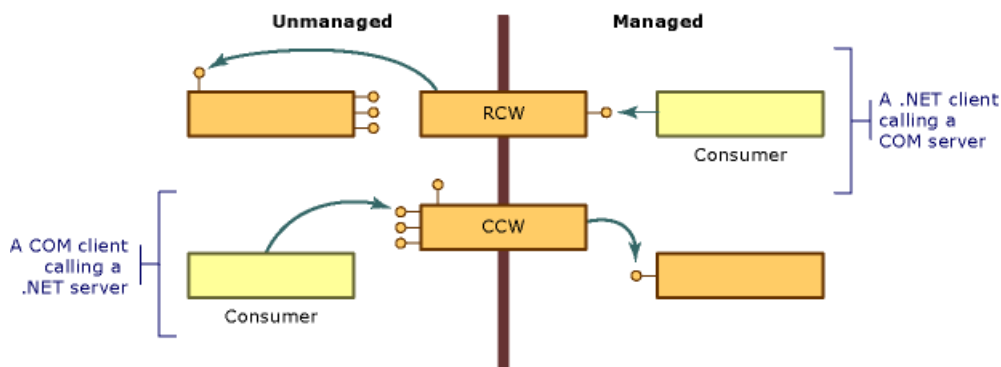 Unmanaged
Managed
RCW
Consumer
A .NET client
calling a
COM server
CCW
A COM client
calling a
.NET server
Consumer